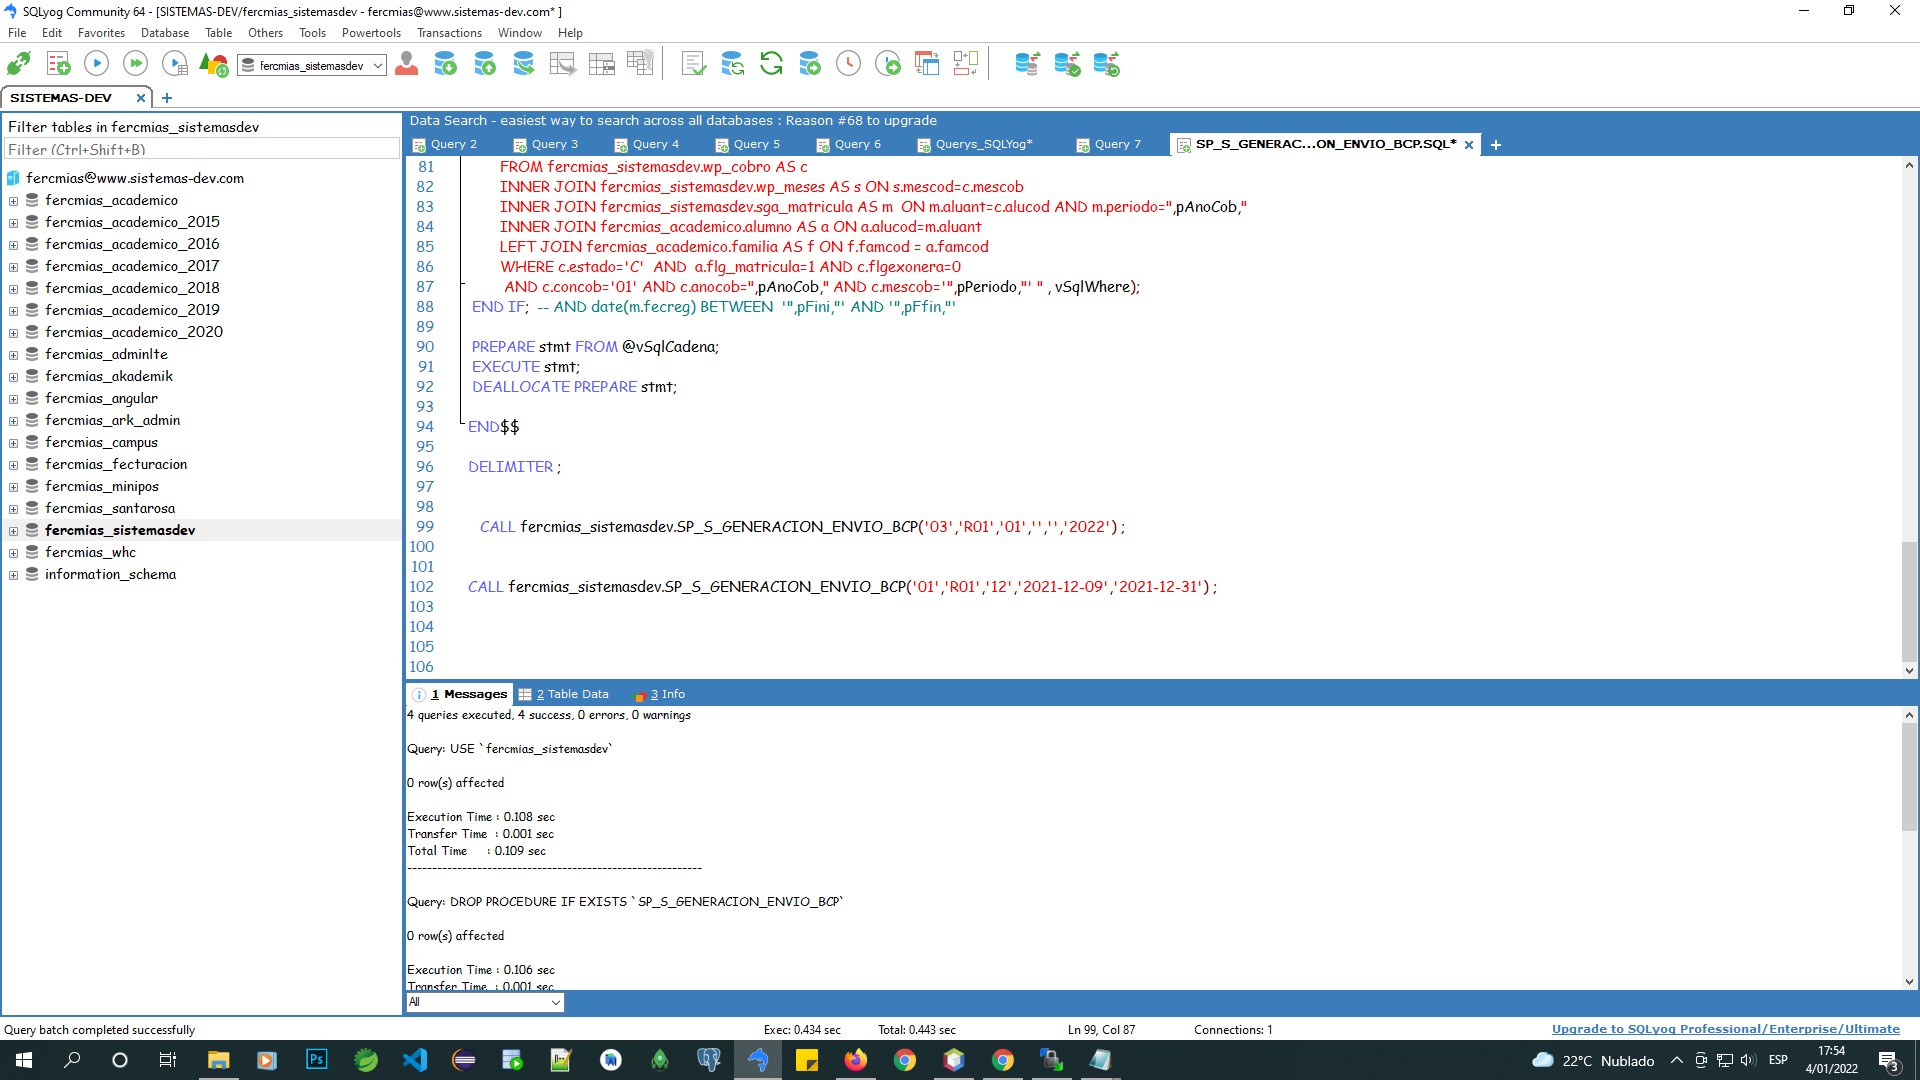 SQLyog Community 64 - [SISTEMAS-DEV/fercmias_sistemasdev - fercmias@www.sistemas-dev.com* ]
File Edit Favorites Database Table Others Tools Powertools Transactions Window Help
fercmias_sistemasdev
SISTEMAS-DEV
Filter tables in fercmias_sistemasdev
Filter (Ctrl+Shift+B)
fercmias@www.sistemas-dev.com
fercmias_academico
fercmias_academico_2015
fercmias_academico_2016
fercmias_academico_2017
fercmias_academico_2018
fercmias_academico_2019
fercmias_academico_2020
fercmias_adminlte
fercmias_akademik
fercmias_angular
fercmias_ark_admin
fercmias_campus
fercmias_fecturacion
fercmias_minipos
fercmias_santarosa
fercmias_sistemasdev
fercmias_whc
information_schema
Data Search - easiest way to search across all databases : Reason #68 to upgrade
Query 2 Query 3 Query 4 Query 5 Query 6 Querys_SQLYog* Query 7 SP_S_GENERAC...ON_ENVIO_BCP.SQL*
81 FROM fercmias_sistemasdev.wp_cobro AS c
82 INNER JOIN fercmias_sistemasdev.wp_meses AS s ON s.mescod=c.mescob
83 INNER JOIN fercmias_sistemasdev.sga_matricula AS m  ON m.aluant=c.alucod AND m.periodo=",pAnoCob,"
84 INNER JOIN fercmias_academico.alumno AS a ON a.alucod=m.aluant
85 LEFT JOIN fercmias_academico.familia AS f ON f.famcod = a.famcod
86 WHERE c.estado='C'  AND  a.flg_matricula=1 AND c.flgexonera=0
87 AND c.concob='01' AND c.anocob=",pAnoCob," AND c.mescob='",pPeriodo,"' " , vSqlWhere);
88 END IF;  -- AND date(m.fecreg) BETWEEN  '",pFini,"' AND '",pFfin,"'
89
90 PREPARE stmt FROM @vSqlCadena;
91 EXECUTE stmt;
92 DEALLOCATE PREPARE stmt;
93
94 END$$
95
96 DELIMITER ;
97
98
99 CALL fercmias_sistemasdev.SP_S_GENERACION_ENVIO_BCP('03','R01','01','','','2022') ;
100
101
102 CALL fercmias_sistemasdev.SP_S_GENERACION_ENVIO_BCP('01','R01','12','2021-12-09','2021-12-31') ;
103
104
105
106
1 Messages 2 Table Data 3 Info
4 queries executed, 4 success, 0 errors, 0 warnings
Query: USE `fercmias_sistemasdev`
0 row(s) affected
Execution Time : 0.108 sec
Transfer Time  : 0.001 sec
Total Time     : 0.109 sec
-----------------------------------------------------------
Query: DROP PROCEDURE IF EXISTS `SP_S_GENERACION_ENVIO_BCP`
0 row(s) affected
Execution Time : 0.106 sec
Transfer Time  : 0.001 sec
All
Query batch completed successfully Exec: 0.434 sec Total: 0.443 sec Ln 99, Col 87 Connections: 1 Upgrade to SQLyog Professional/Enterprise/Ultimate
Ps
22°C Nublado ESP
17:54
4/01/2022
3